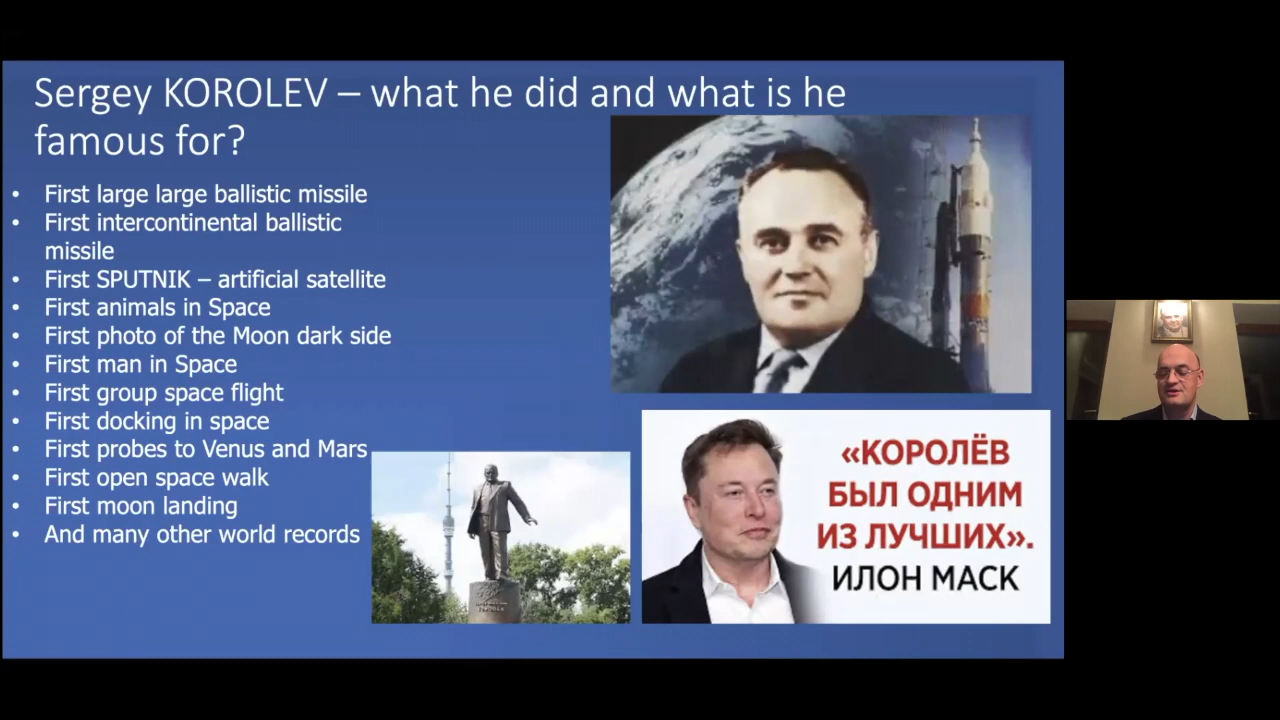 Sergey KOROLEV – what he did and what is he
famous for?
• First large large ballistic missile
• First intercontinental ballistic
missile
• First SPUTNIK – artificial satellite
• First animals in Space
• First photo of the Moon dark side
• First man in Space
• First group space flight
• First docking in space
• First probes to Venus and Mars
• First open space walk
• First moon landing
• And many other world records
«КОРОЛЁВ
БЫЛ ОДНИМ
ИЗ ЛУЧШИХ».
ИЛОН МАСК